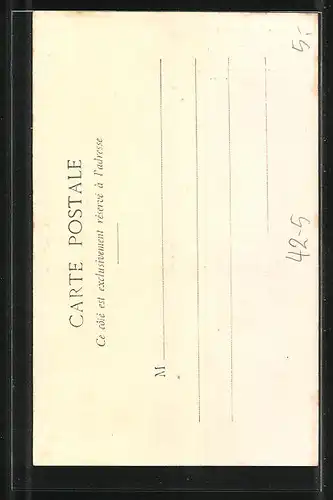 CARTE POSTALE
Ce côté est exclusivement réservé à l'adresse
M
42-5
5.-